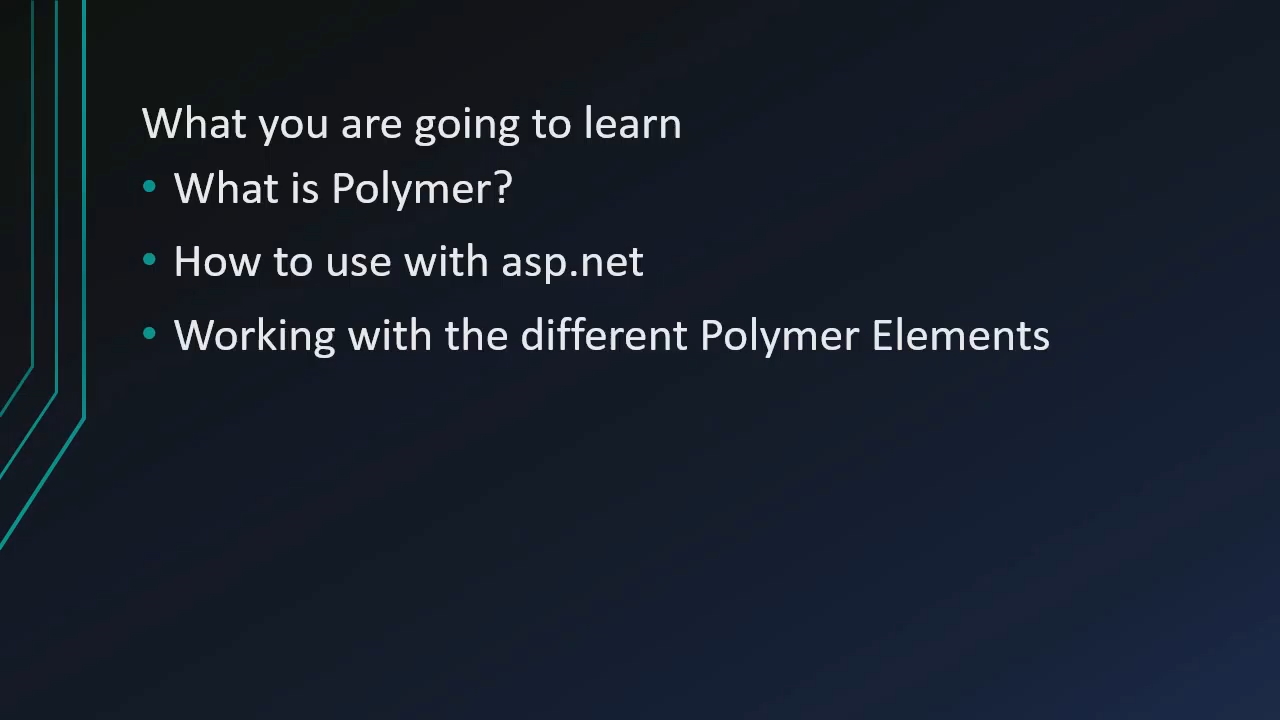 What you are going to learn
• What is Polymer?
• How to use with asp.net
• Working with the different Polymer Elements